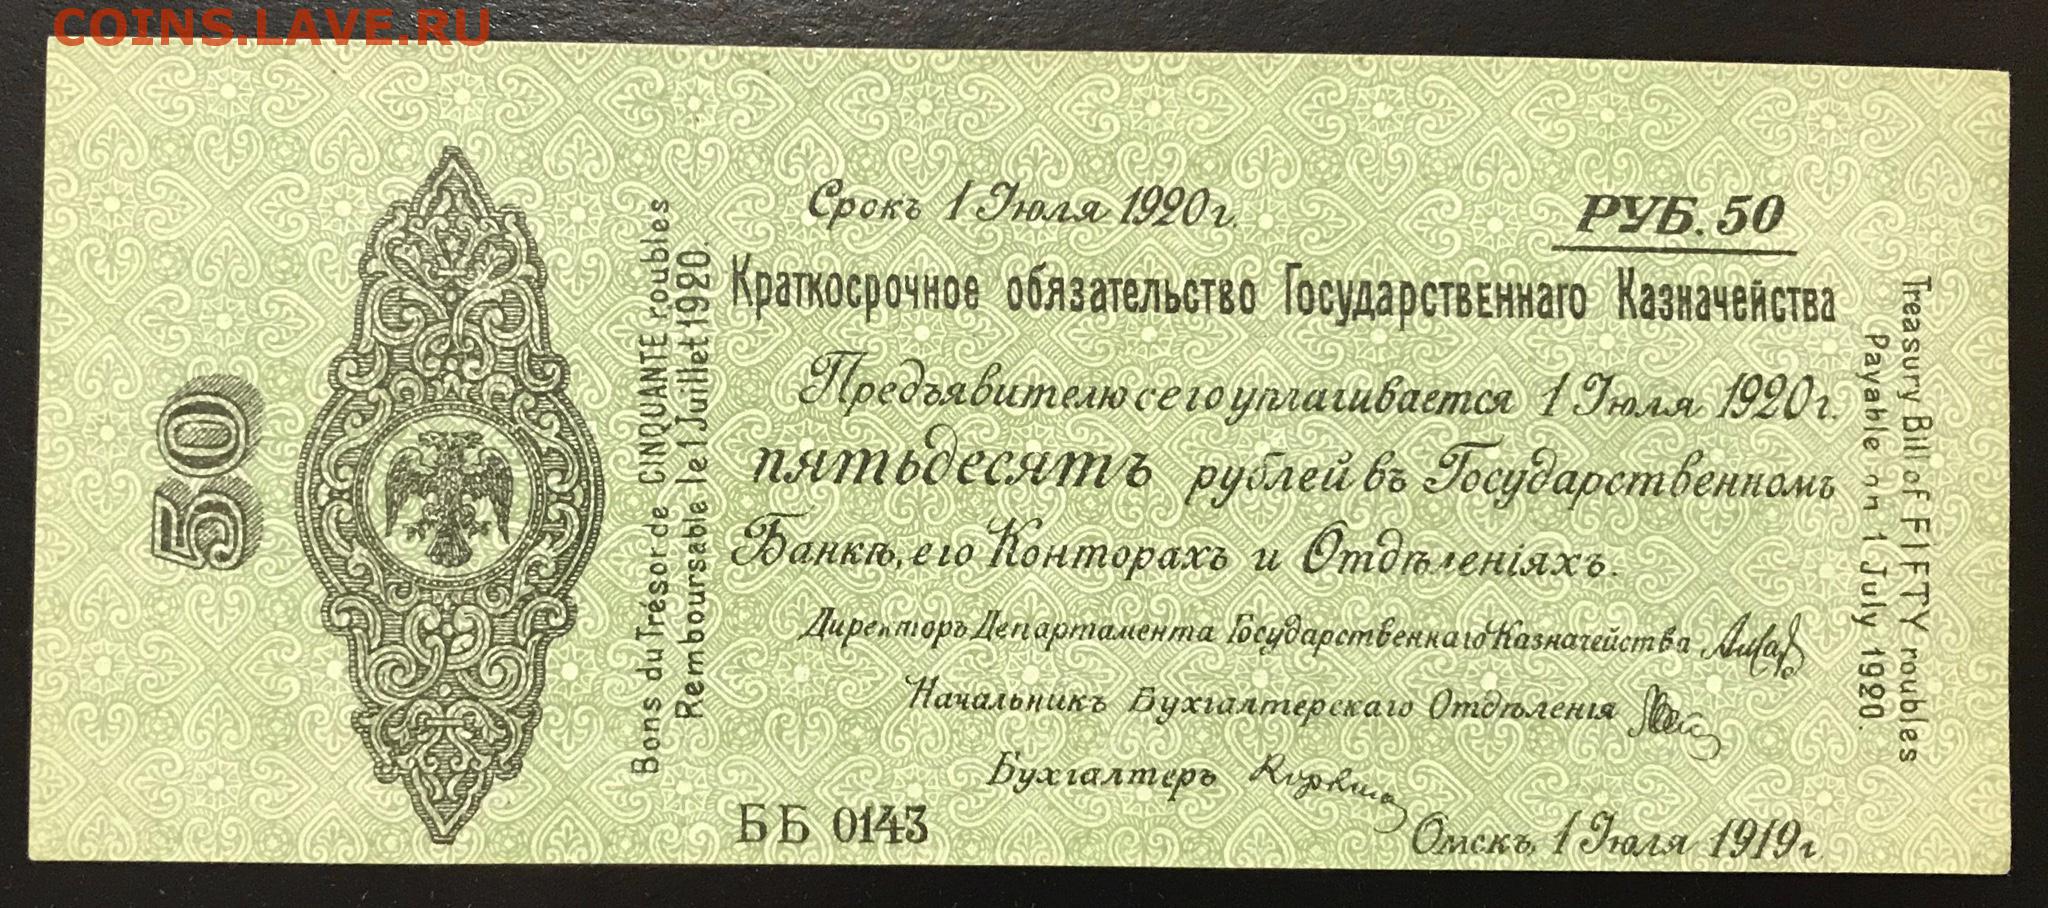 COINS.LAVE.RU
50
Bons du Trésor de CINQUANTE roubles
Remboursable le 1 Juillet 1920.
Срокъ 1 Іюля 1920 г.
РУБ. 50
Краткосрочное обязательство Государственнаго Казначейства
Предъявителю сего уплачивается 1 Іюля 1920 г.
пятьдесятъ рублей въ Государственномъ
Банкѣ, его Конторахъ и Отдѣленіяхъ.
Директоръ Департамента Государственнаго Казначейства
Начальникъ Бухгалтерскаго Отдѣленія
Бухгалтеръ
ББ 0143
Омскъ, 1 Іюля 1919 г.
Treasury Bill of FIFTY roubles
Payable on 1 July 1920.